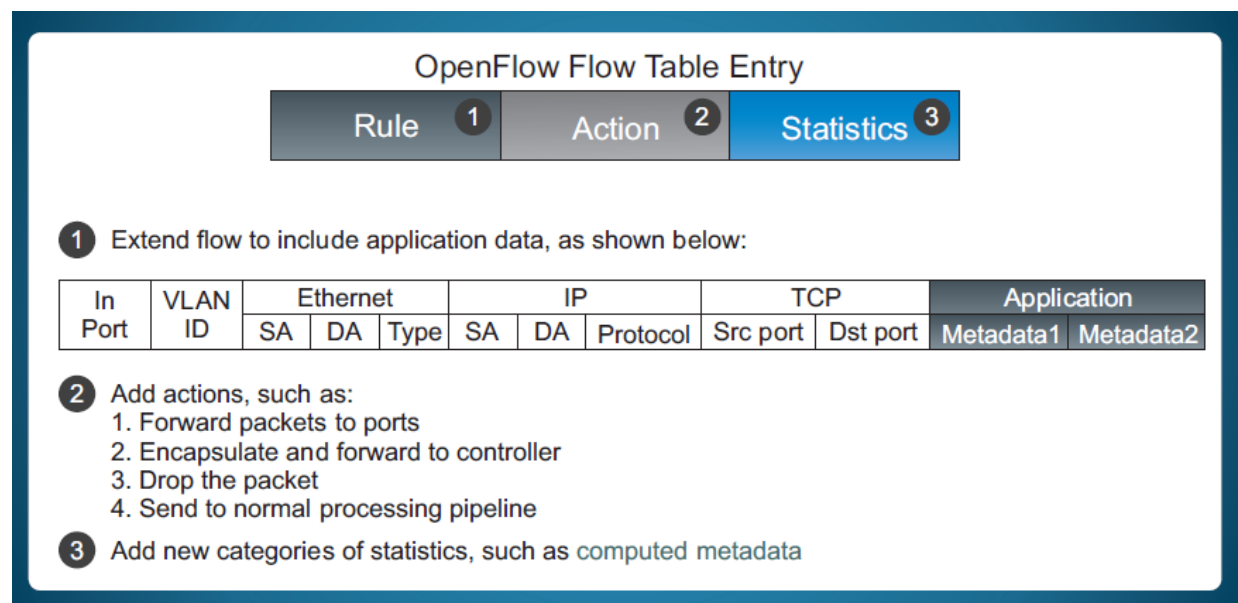 OpenFlow Flow Table Entry
Rule 1 Action 2 Statistics 3
1 Extend flow to include application data, as shown below:
In Port VLAN ID Ethernet IP TCP Application
SA DA Type SA DA Protocol Src port Dst port Metadata1 Metadata2
2 Add actions, such as:
1. Forward packets to ports
2. Encapsulate and forward to controller
3. Drop the packet
4. Send to normal processing pipeline
3 Add new categories of statistics, such as computed metadata